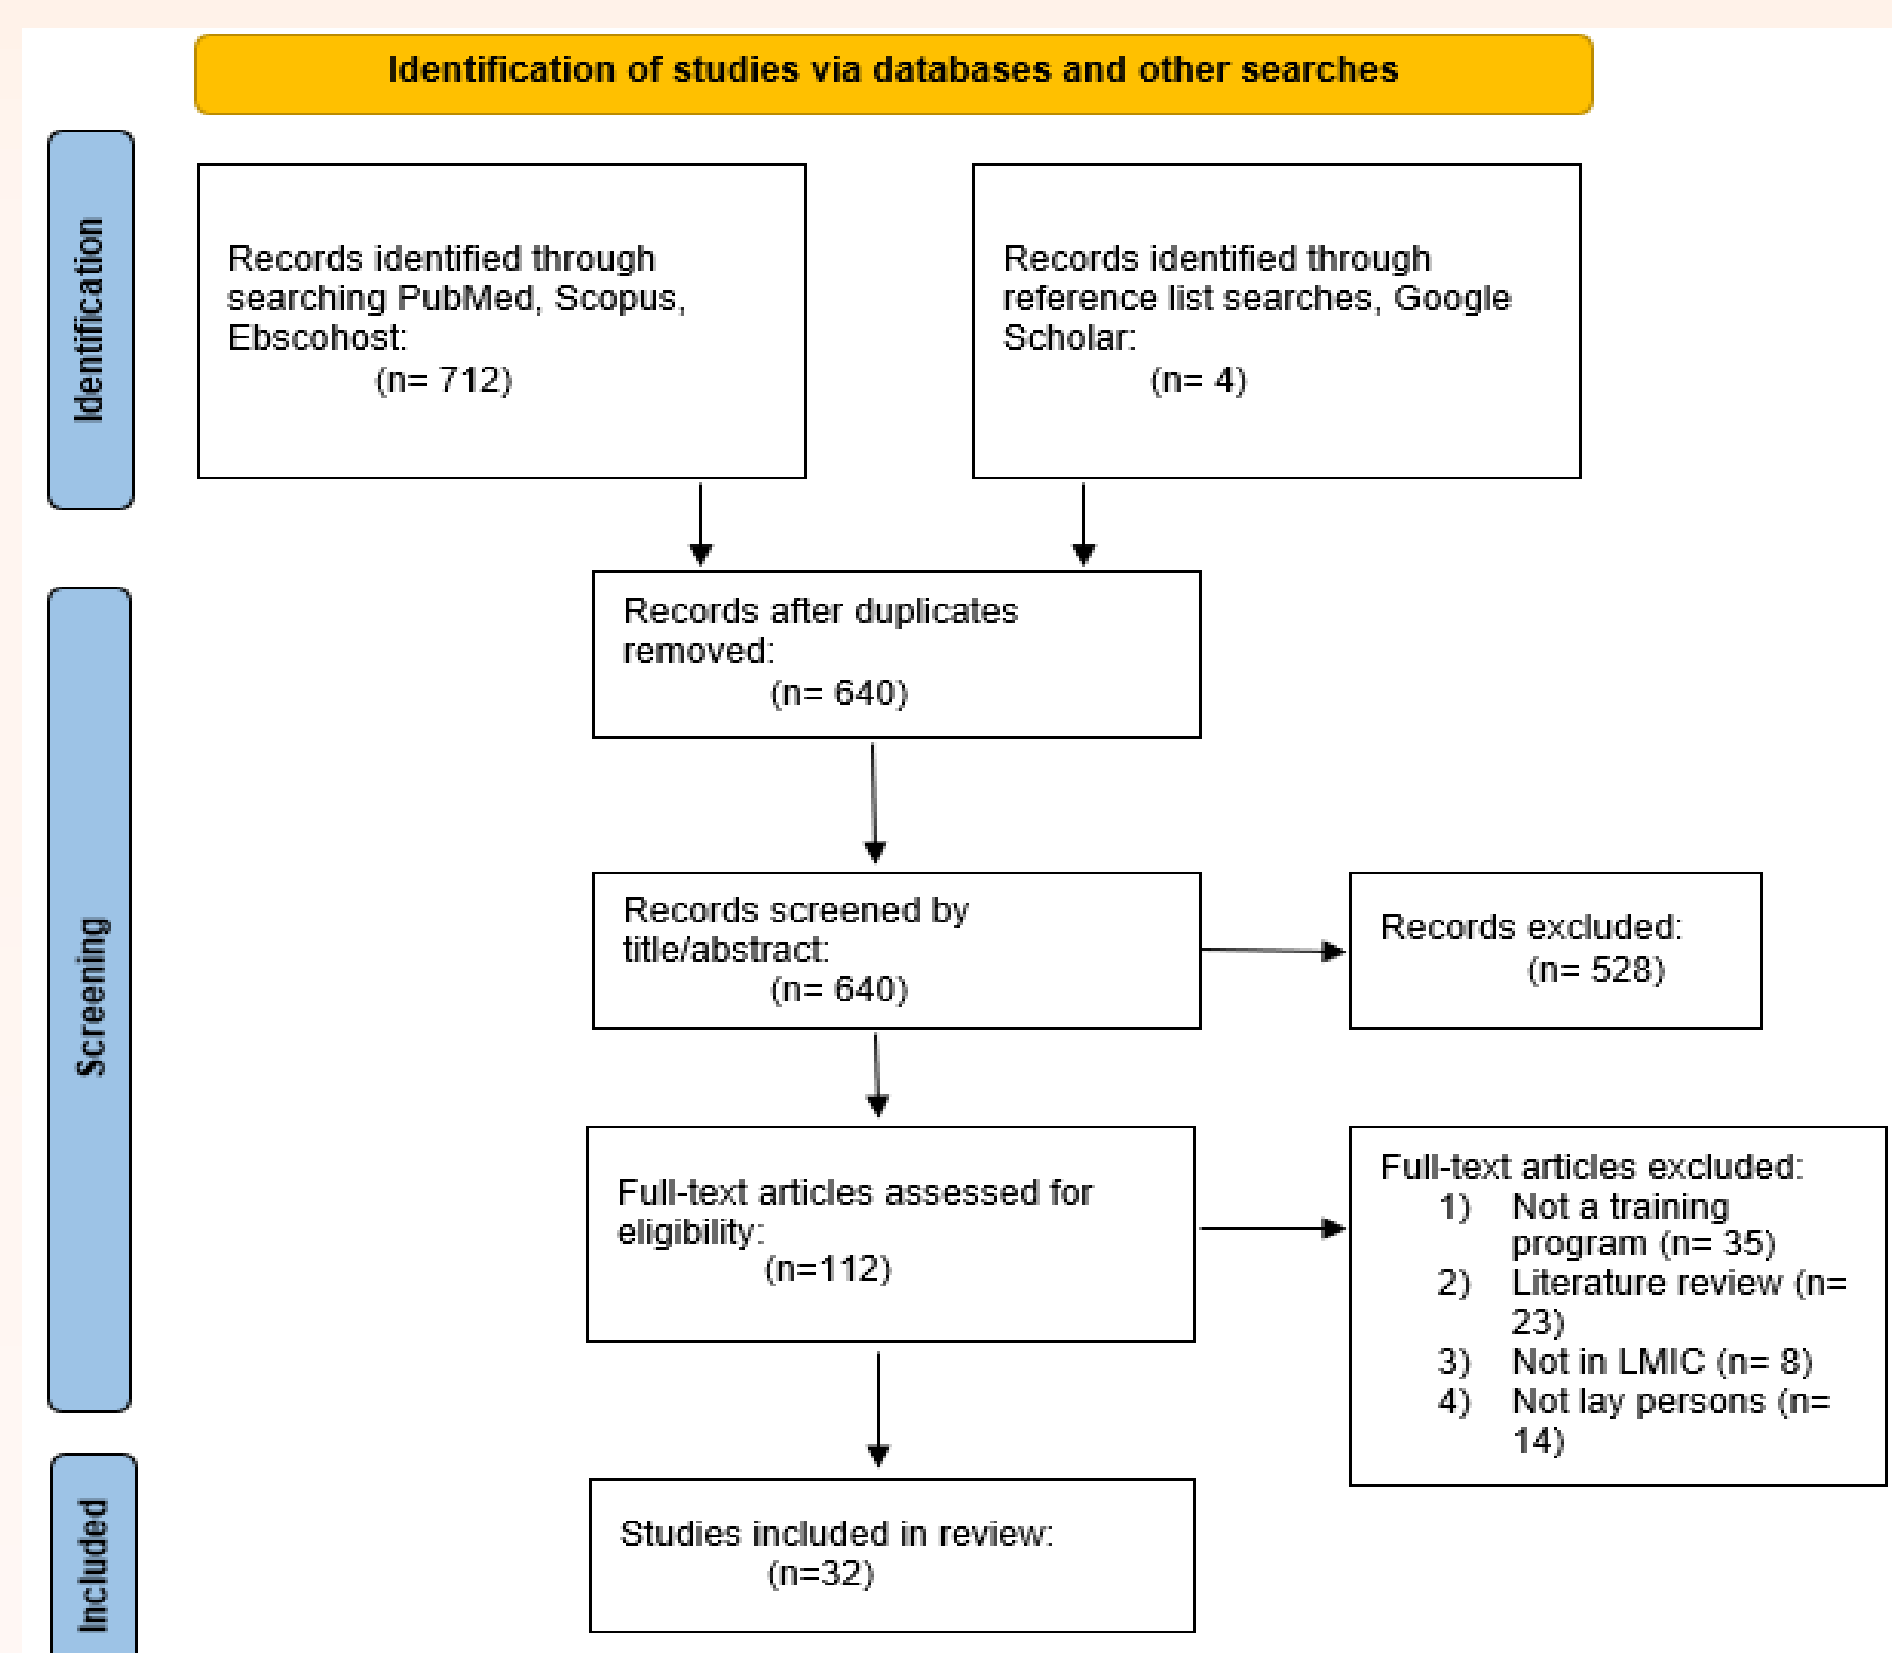 Identification of studies via databases and other searches
Identification
Records identified through
searching PubMed, Scopus,
Ebscohost:
(n= 712)
Records identified through
reference list searches, Google
Scholar:
(n= 4)
Screening
Records after duplicates
removed:
(n= 640)
Records screened by
title/abstract:
(n= 640)
Records excluded:
(n= 528)
Full-text articles assessed for
eligibility:
(n=112)
Full-text articles excluded:
1) Not a training
program (n= 35)
2) Literature review (n=
23)
3) Not in LMIC (n= 8)
4) Not lay persons (n=
14)
Included
Studies included in review:
(n=32)